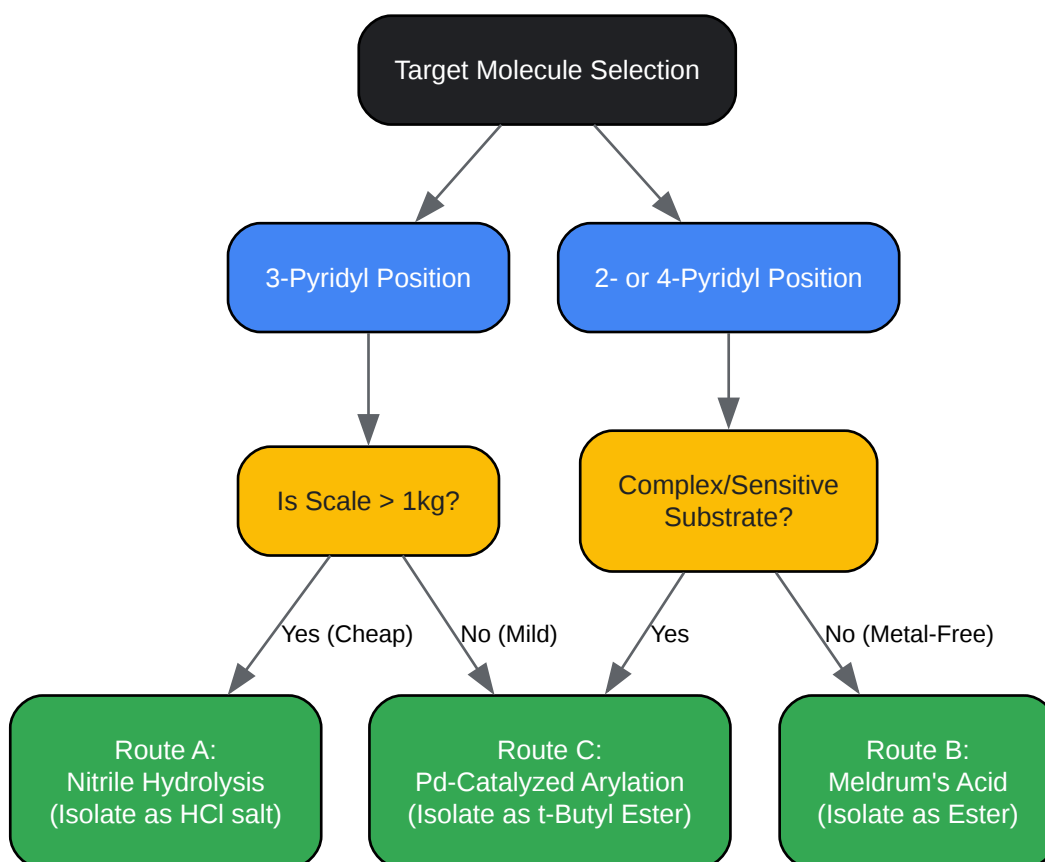 Target Molecule Selection
3-Pyridyl Position
2- or 4-Pyridyl Position
Is Scale > 1kg?
Complex/Sensitive
Substrate?
Yes (Cheap)
No (Mild)
Yes
No (Metal-Free)
Route A:
Nitrile Hydrolysis
(Isolate as HCl salt)
Route C:
Pd-Catalyzed Arylation
(Isolate as t-Butyl Ester)
Route B:
Meldrum's Acid
(Isolate as Ester)